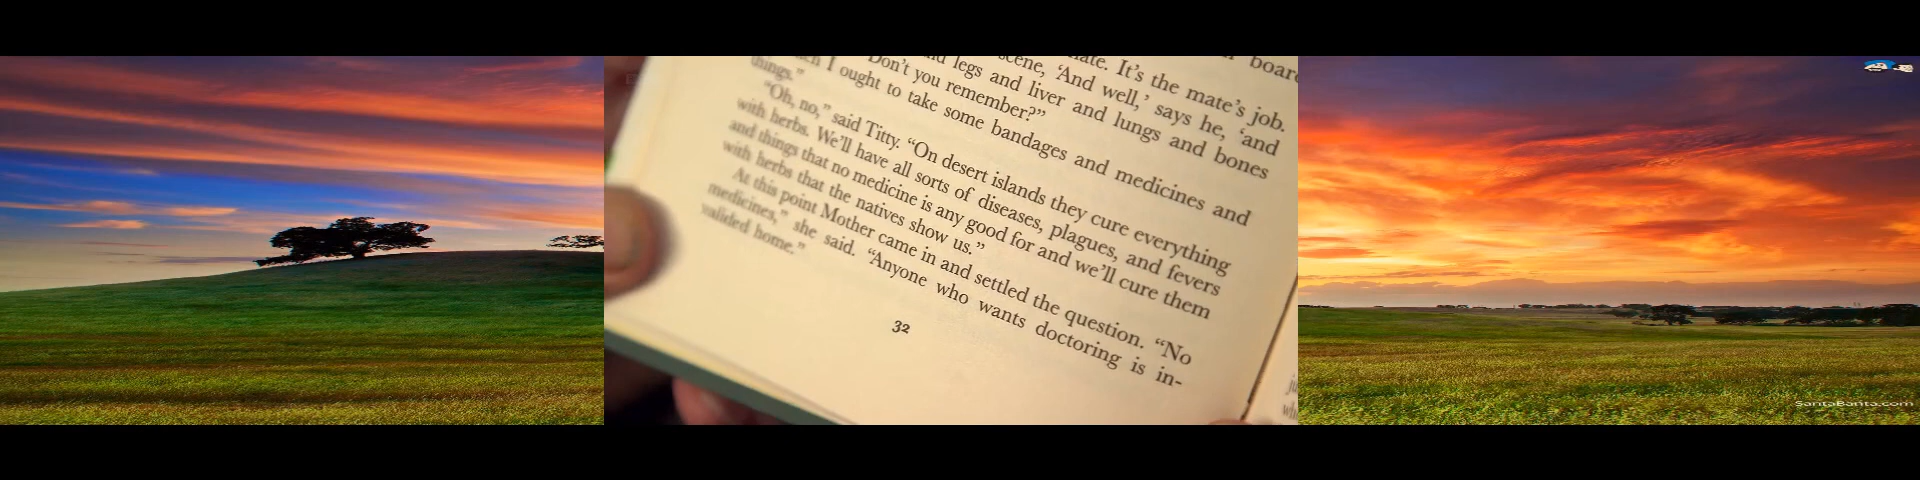 It's the mate's job.
scene, 'And well,' says he, 'and
legs and liver and lungs and bones
Don't you remember?"
I ought to take some bandages and medicines and
things."
"Oh, no," said Titty. "On desert islands they cure everything
with herbs. We'll have all sorts of diseases, plagues, and fevers
and things that no medicine is any good for and we'll cure them
with herbs that the natives show us."
At this point Mother came in and settled the question. "No
medicines," she said. "Anyone who wants doctoring is in-
valided home."
32
SantaBanta.com